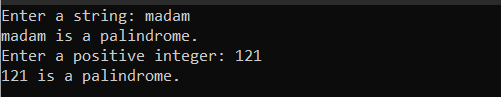 Enter a string: madam
madam is a palindrome.
Enter a positive integer: 121
121 is a palindrome.